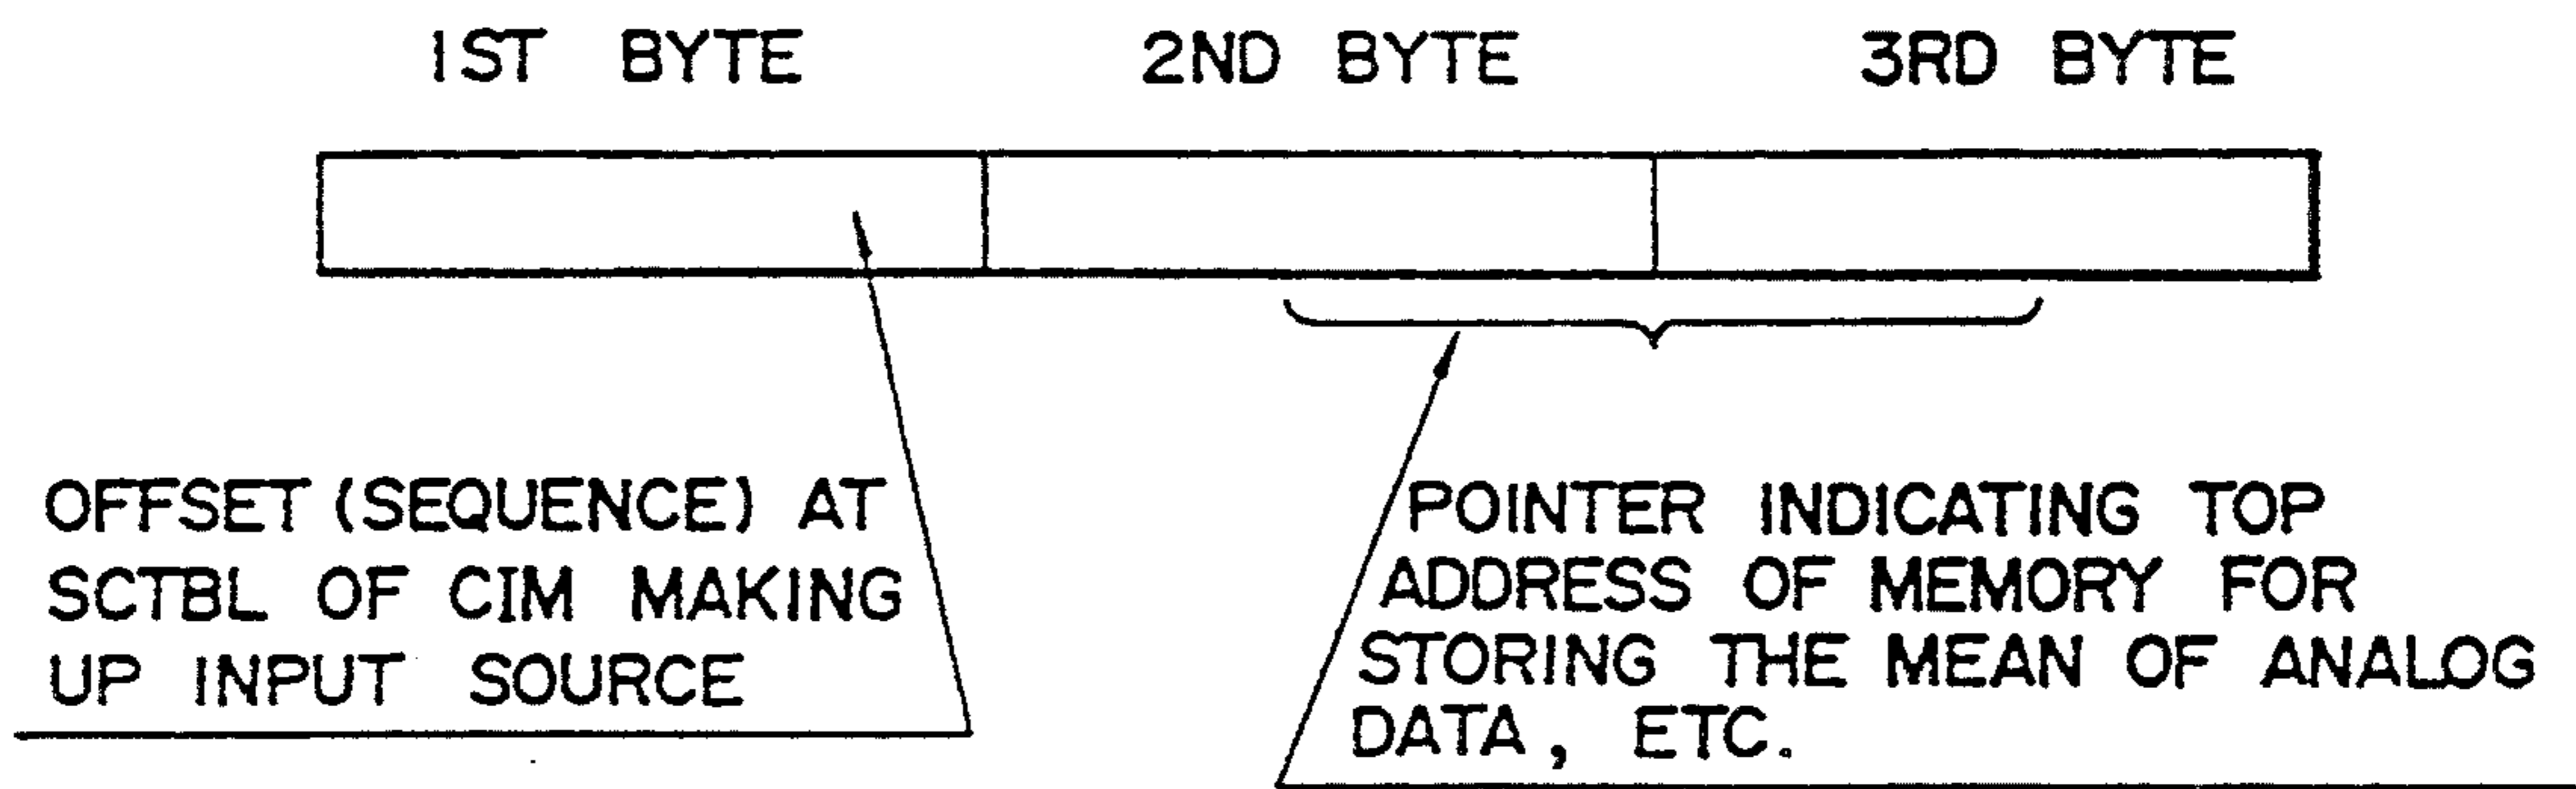 1ST BYTE 2ND BYTE 3RD BYTE
OFFSET (SEQUENCE) AT
SCTBL OF CIM MAKING
UP INPUT SOURCE
POINTER INDICATING TOP
ADDRESS OF MEMORY FOR
STORING THE MEAN OF ANALOG
DATA, ETC.